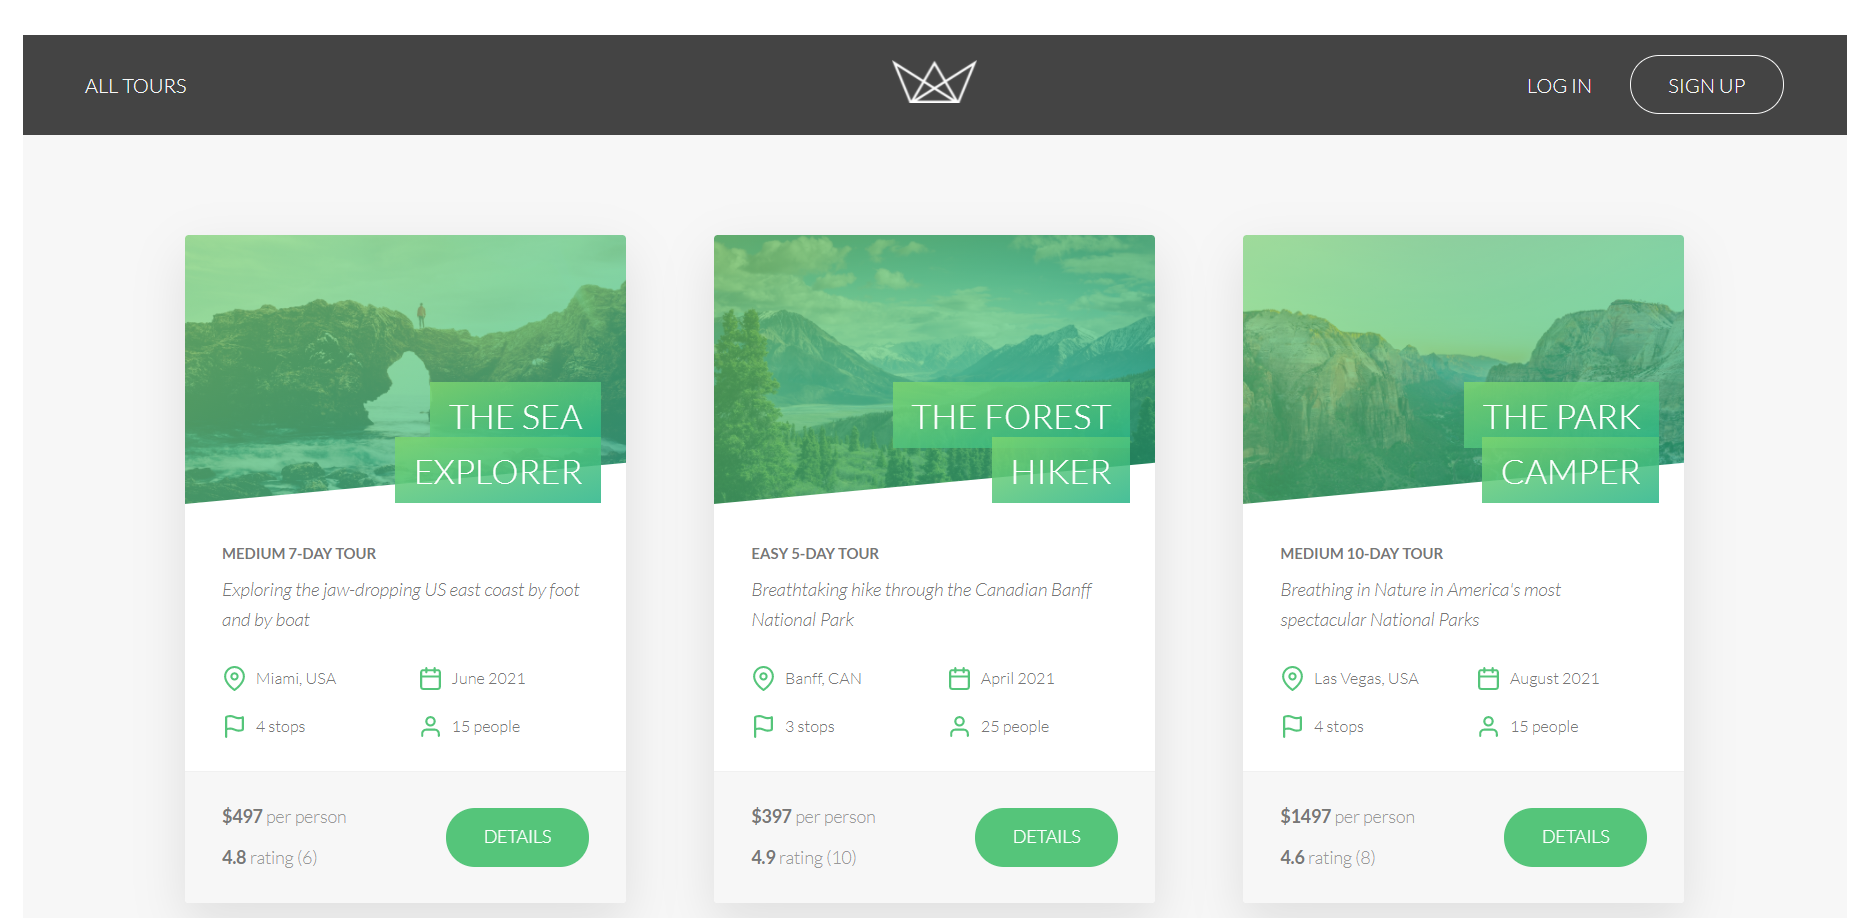 ALL TOURS
LOG IN
SIGN UP
THE SEA
EXPLORER
MEDIUM 7-DAY TOUR
Exploring the jaw-dropping US east coast by foot
and by boat
Miami, USA
June 2021
4 stops
15 people
$497 per person
4.8 rating (6)
DETAILS
THE FOREST
HIKER
EASY 5-DAY TOUR
Breathtaking hike through the Canadian Banff
National Park
Banff, CAN
April 2021
3 stops
25 people
$397 per person
4.9 rating (10)
DETAILS
THE PARK
CAMPER
MEDIUM 10-DAY TOUR
Breathing in Nature in America's most
spectacular National Parks
Las Vegas, USA
August 2021
4 stops
15 people
$1497 per person
4.6 rating (8)
DETAILS